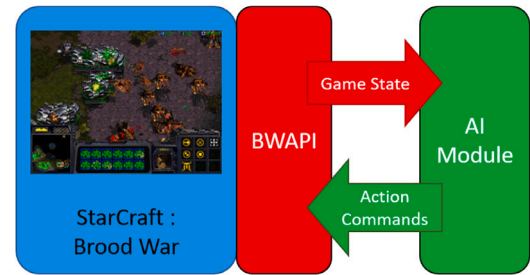 StarCraft :
Brood War
BWAPI
Game State
Action
Commands
AI
Module